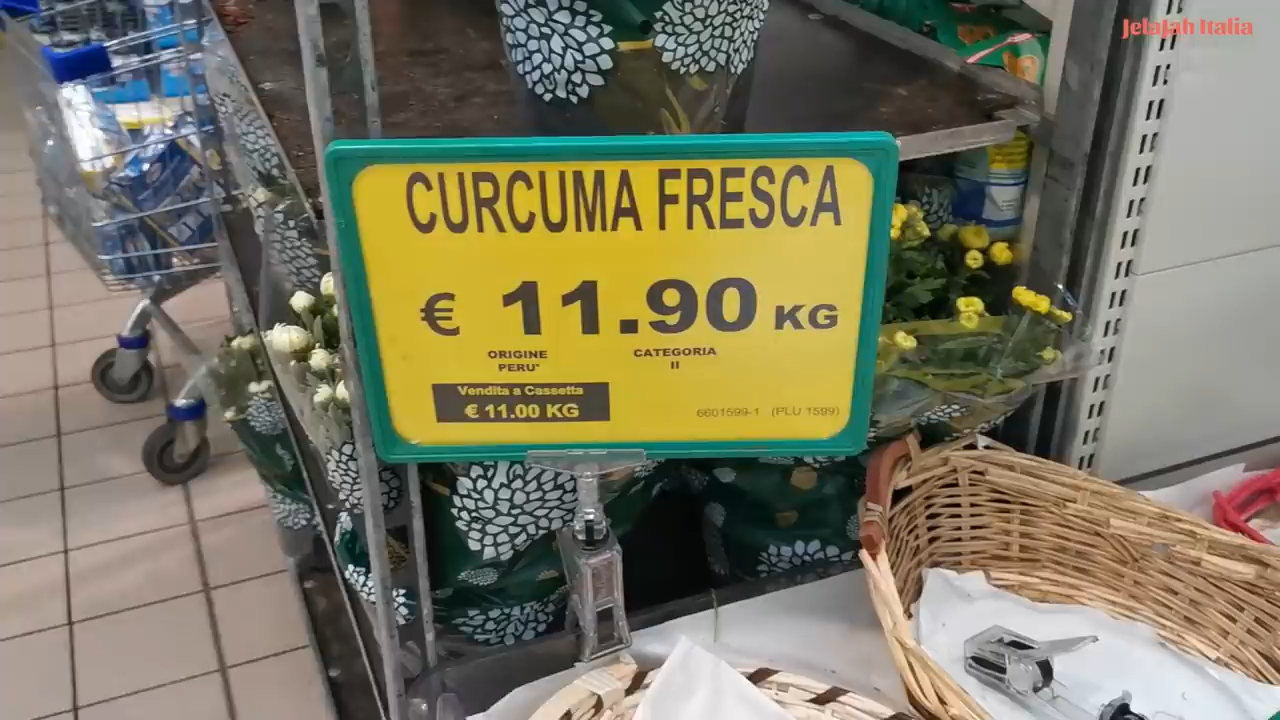 Jelajah Italia
CURCUMA FRESCA
€ 11.90 KG
ORIGINE
PERU'
CATEGORIA
II
Vendita a Cassetta
€ 11.00 KG
6601599-1 (PLU 1599)